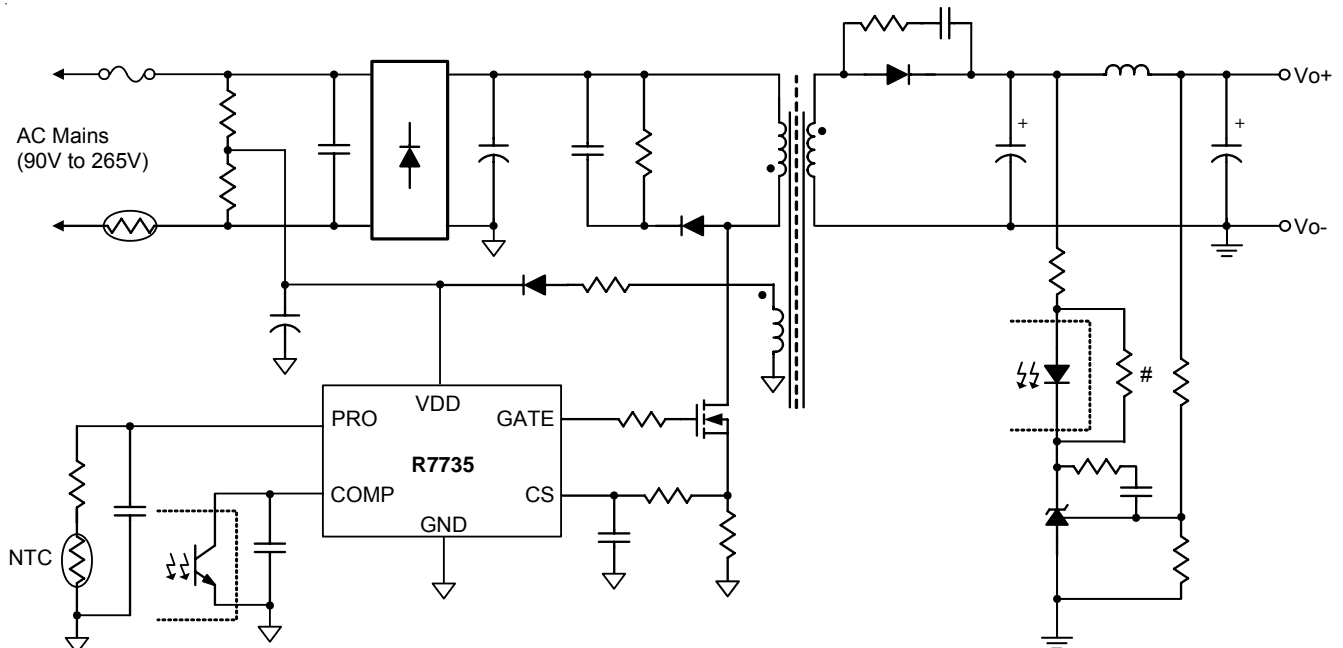 Vo+
AC Mains
(90V to 265V)
+
+
Vo-
#
VDD
PRO
GATE
R7735
COMP
CS
GND
NTC